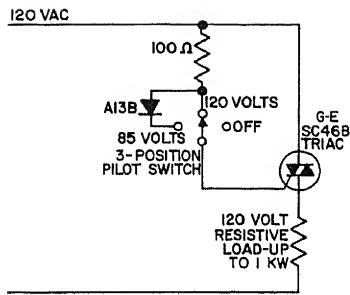 120 VAC
100 Ω
A13B
120 VOLTS
OFF
85 VOLTS
3-POSITION
PILOT SWITCH
G-E
SC46B
TRIAC
120 VOLT
RESISTIVE
LOAD-UP
TO 1 KW